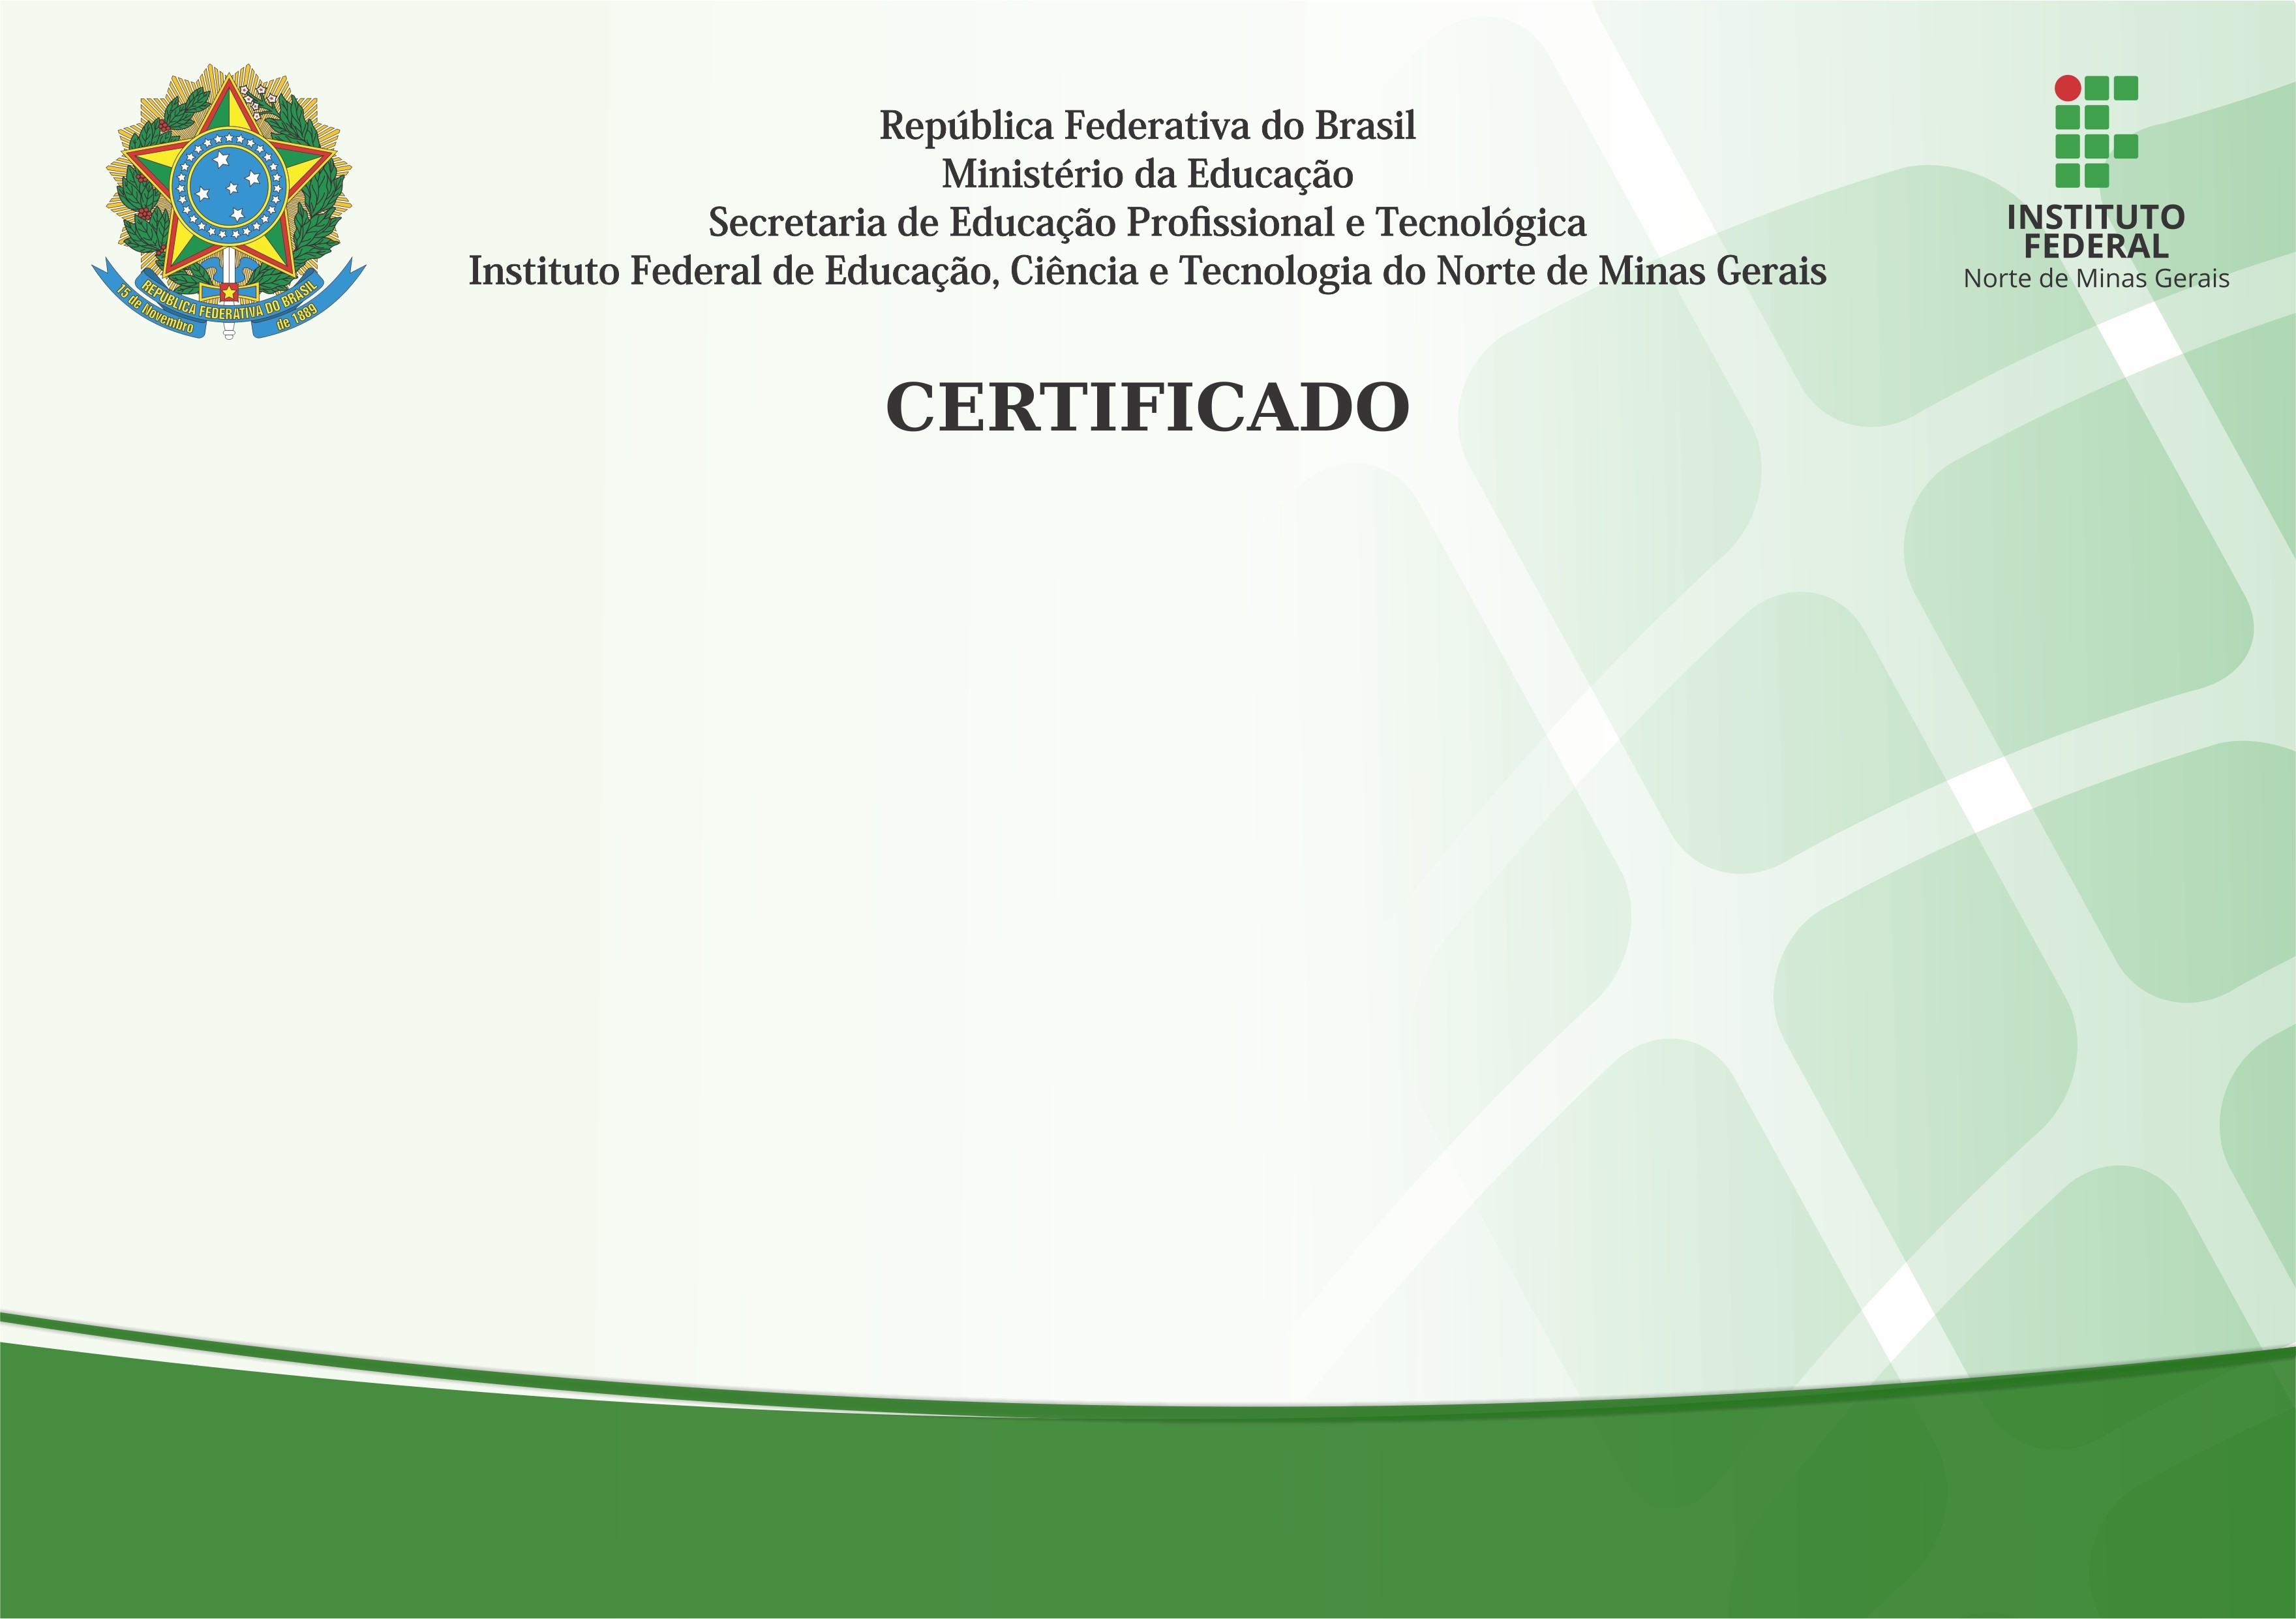 República Federativa do Brasil
Ministério da Educação
Secretaria de Educação Profissional e Tecnológica
Instituto Federal de Educação, Ciência e Tecnologia do Norte de Minas Gerais
REPUBLICA FEDERATIVA DO BRASIL
15 de Novembro
de 1889
INSTITUTO
FEDERAL
Norte de Minas Gerais
CERTIFICADO